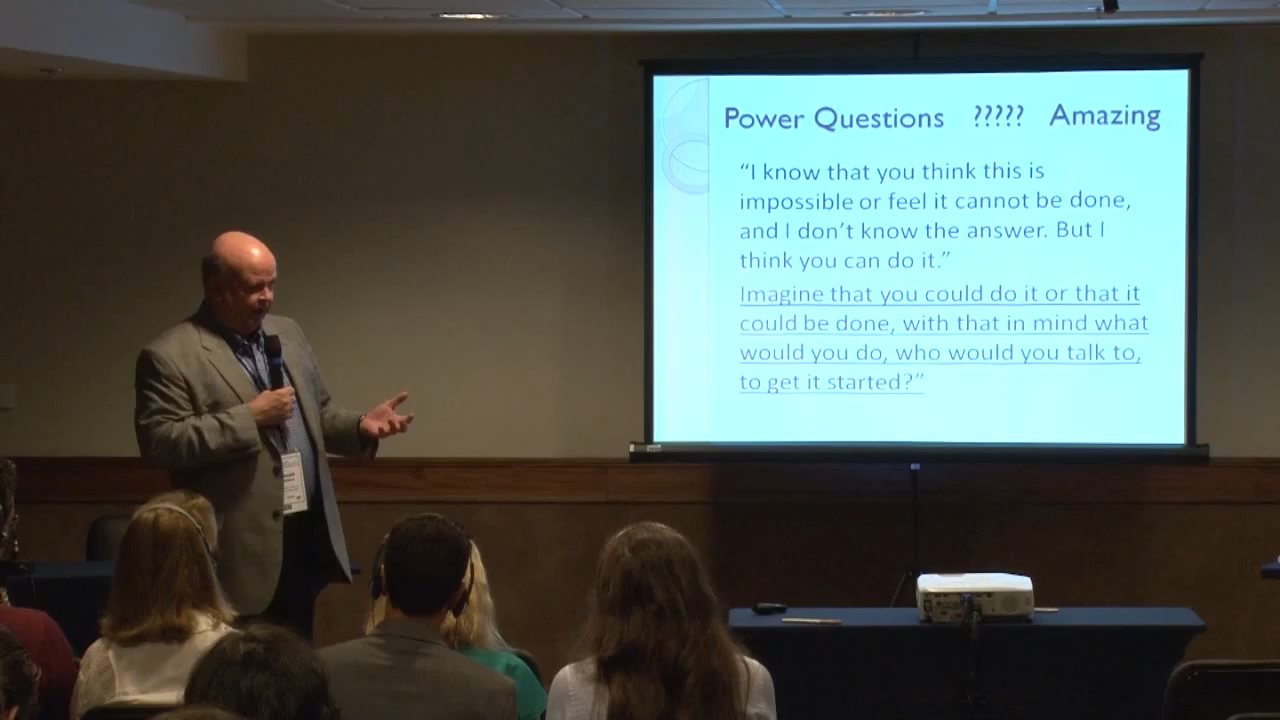 Power Questions ????? Amazing
“I know that you think this is
impossible or feel it cannot be done,
and I don’t know the answer. But I
think you can do it.”
Imagine that you could do it or that it
could be done, with that in mind what
would you do, who would you talk to,
to get it started?”